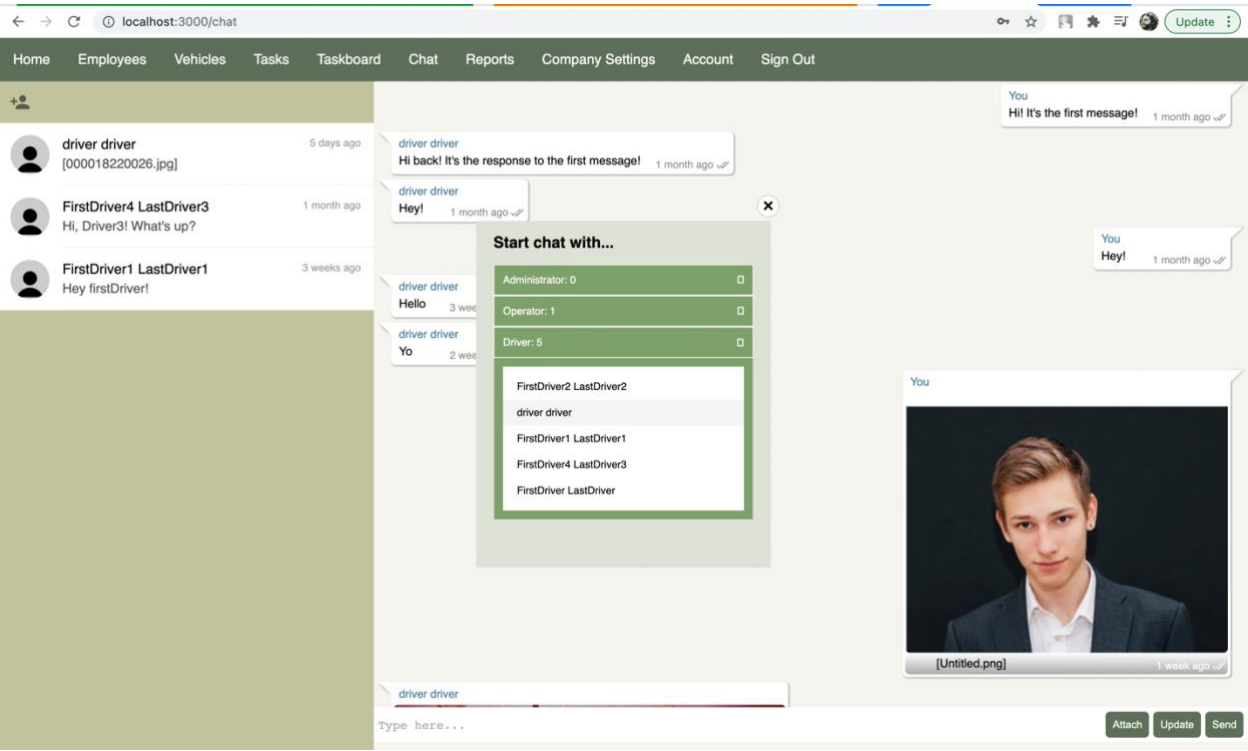 localhost:3000/chat
Update
Home Employees Vehicles Tasks Taskboard Chat Reports Company Settings Account Sign Out
driver driver 5 days ago
[000018220026.jpg]
FirstDriver4 LastDriver3 1 month ago
Hi, Driver3! What's up?
FirstDriver1 LastDriver1 3 weeks ago
Hey firstDriver!
You
Hi! It's the first message! 1 month ago
driver driver
Hi back! It's the response to the first message! 1 month ago
driver driver
Hey! 1 month ago
You
Hey! 1 month ago
driver driver
Hello 3 wee
driver driver
Yo 2 wee
Start chat with...
Administrator: 0
Operator: 1
Driver: 5
FirstDriver2 LastDriver2
driver driver
FirstDriver1 LastDriver1
FirstDriver4 LastDriver3
FirstDriver LastDriver
You
[Untitled.png] 1 week ago
driver driver
Type here...
Attach Update Send